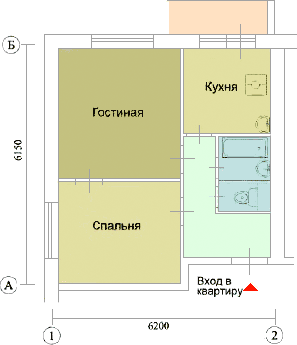 Б
Кухня
Гостиная
6150
Спальня
Вход в
квартиру
А
1
6200
2